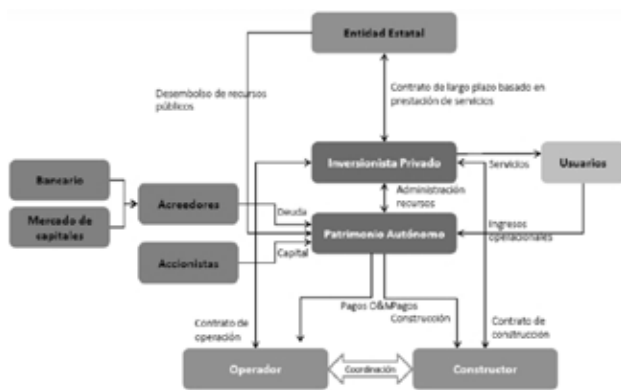 Entidad Estatal
Desembolso de recursos
públicos
Contrato de largo plazo basado en
prestación de servicios
Inversionista Privado
Servicios
Usuarios
Bancario
Mercado de
capitales
Acreedores
Deuda
Administración
recursos
Patrimonio Autónomo
Ingresos
operacionales
Accionistas
Capital
Pagos O&M
Pagos
Construcción
Contrato de
operación
Contrato de
construcción
Operador
Coordinación
Constructor